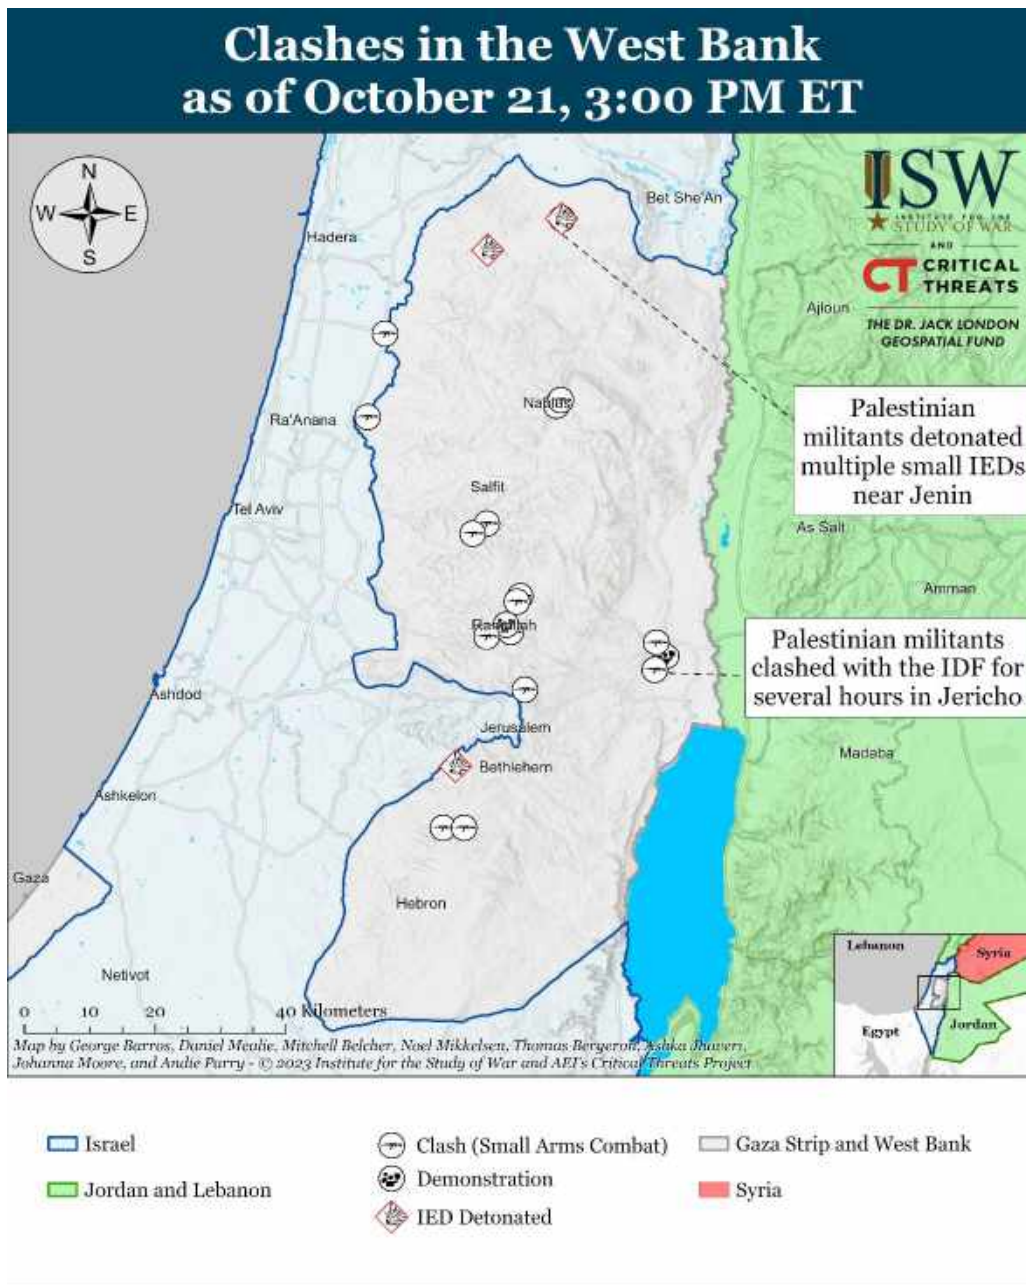 Clashes in the West Bank
as of October 21, 3:00 PM ET
N
W
E
S
ISW
INSTITUTE FOR THE
STUDY OF WAR
AND
CT CRITICAL
THREATS
THE DR. JACK LONDON
GEOSPATIAL FUND
Bet She'An
Hadera
Ajloun
Nablus
Ra'Anana
Palestinian
militants detonated
multiple small IEDs
near Jenin
Salfit
Tel Aviv
As Salt
Amman
Ramallah
Palestinian militants
clashed with the IDF for
several hours in Jericho
Ashdod
Jerusalem
Madaba
Bethlehem
Ashkelon
Gaza
Hebron
Netivot
Lebanon
Syria
Egypt
Jordan
0 10 20 40 Kilometers
Map by George Barros, Daniel Mealie, Mitchell Belcher, Noel Mikkelsen, Thomas Bergeron, Ashka Jhaveri,
Johanna Moore, and Andie Parry - © 2023 Institute for the Study of War and AEI's Critical Threats Project
Israel
Clash (Small Arms Combat)
Gaza Strip and West Bank
Jordan and Lebanon
Demonstration
Syria
IED Detonated